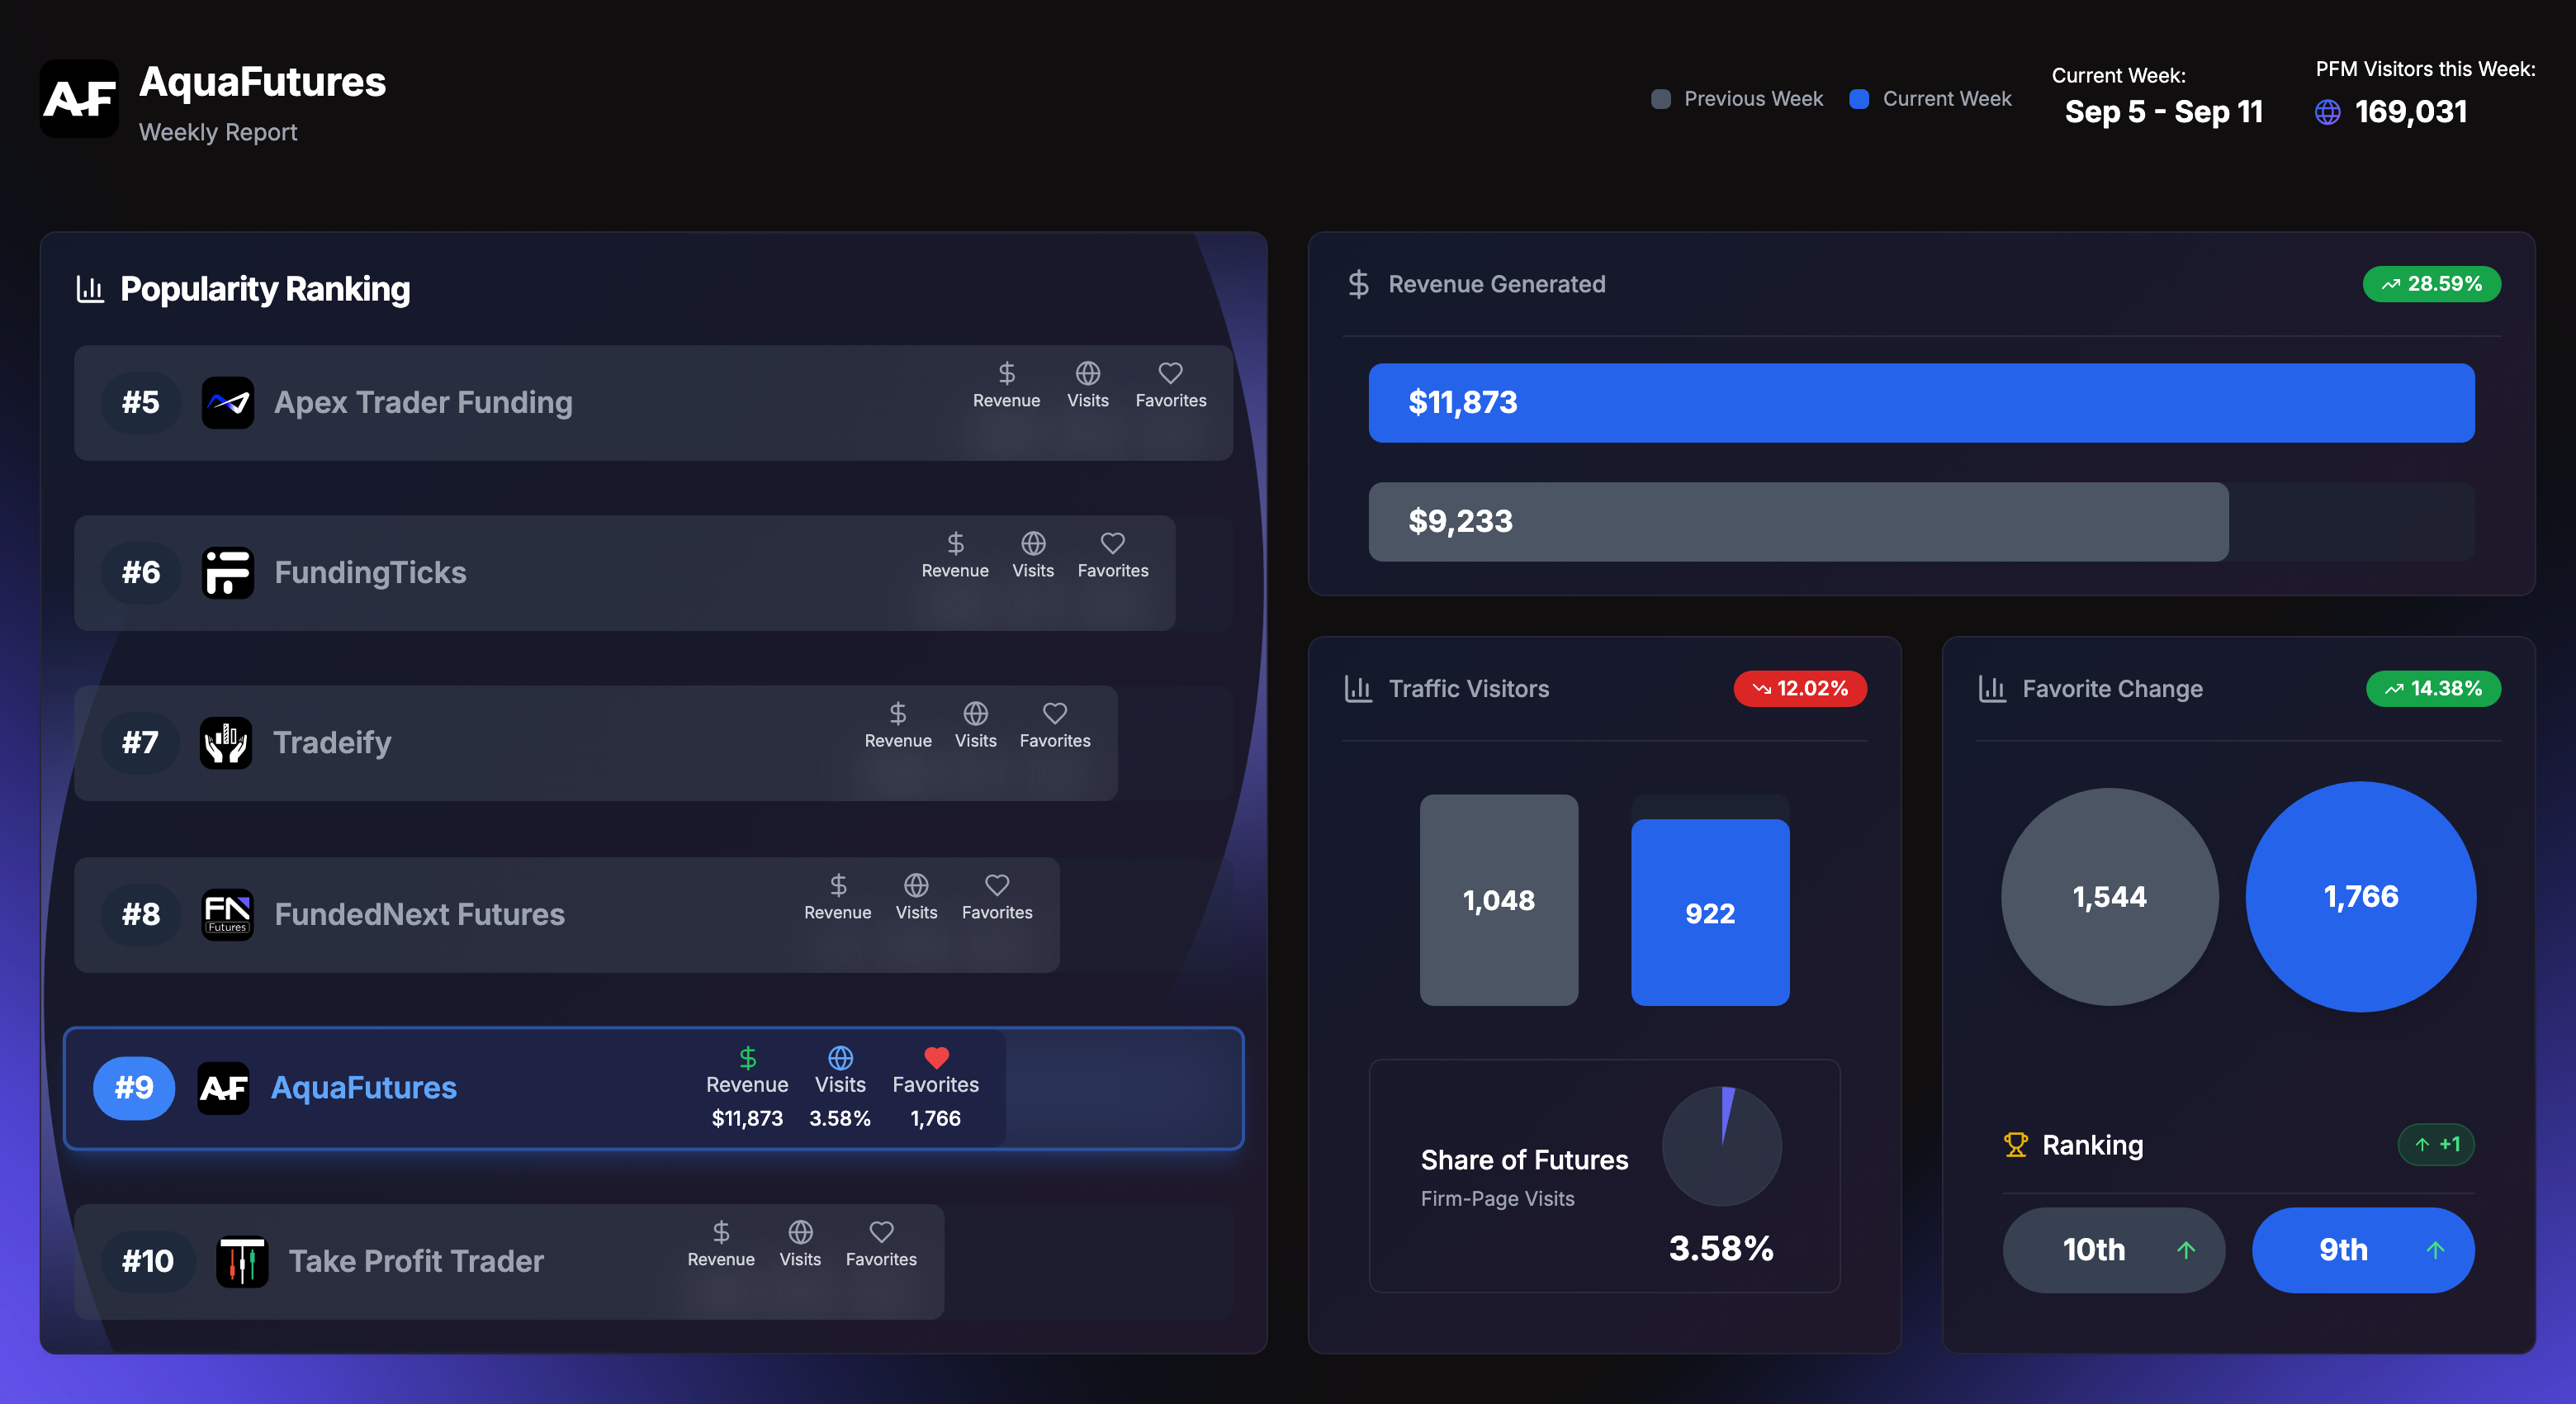 AF
AquaFutures
Weekly Report
Previous Week
Current Week
Current Week:
Sep 5 - Sep 11
PFM Visitors this Week:
169,031
Popularity Ranking
#5
Apex Trader Funding
Revenue
Visits
Favorites
#6
FundingTicks
Revenue
Visits
Favorites
#7
Tradeify
Revenue
Visits
Favorites
#8
FN
Futures
FundedNext Futures
Revenue
Visits
Favorites
#9
AF
AquaFutures
Revenue
Visits
Favorites
$11,873
3.58%
1,766
#10
Take Profit Trader
Revenue
Visits
Favorites
Revenue Generated
28.59%
$11,873
$9,233
Traffic Visitors
12.02%
1,048
922
Share of Futures
Firm-Page Visits
3.58%
Favorite Change
14.38%
1,544
1,766
Ranking
+1
10th
9th